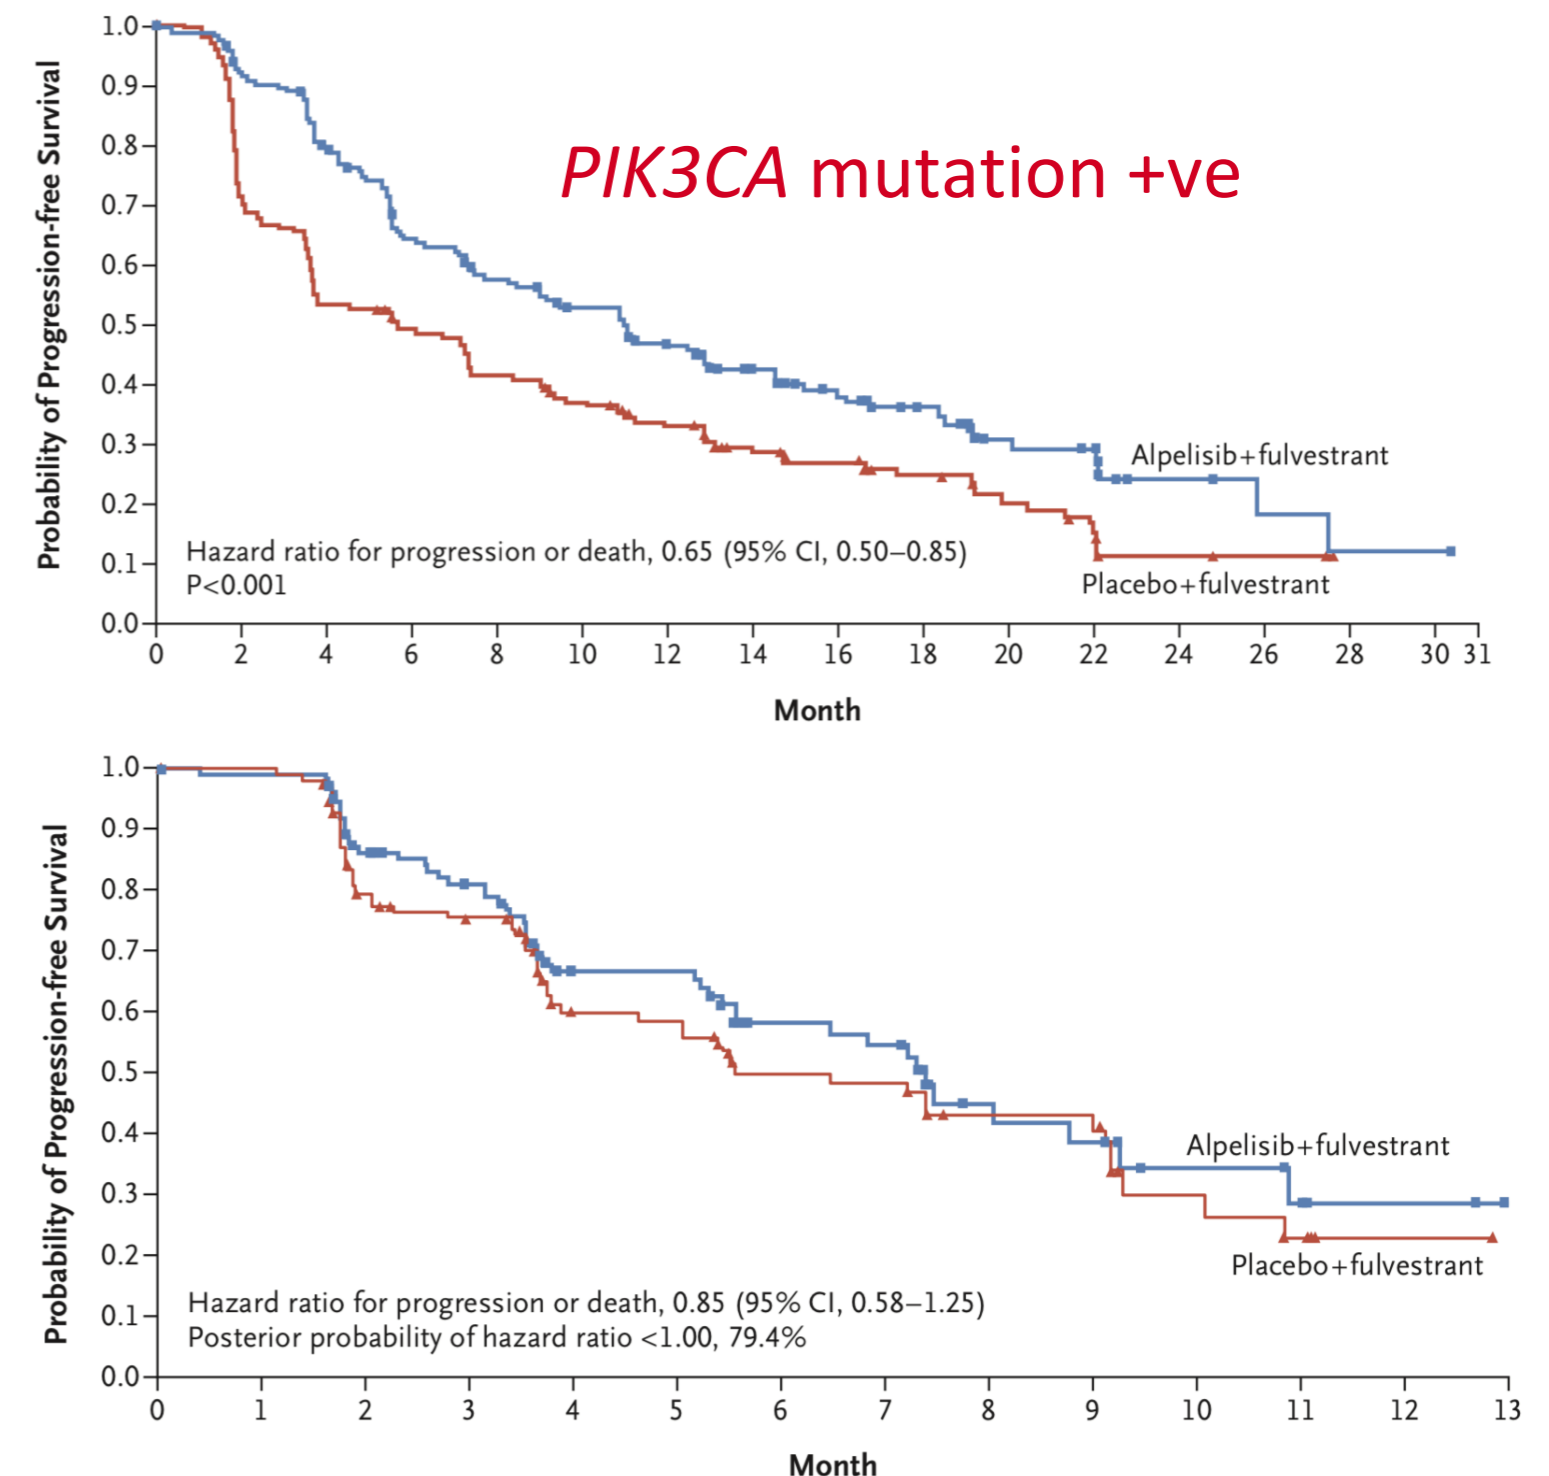 Probability of Progression-free Survival
1.0
0.9
0.8
0.7
0.6
0.5
0.4
0.3
0.2
0.1
0.0
PIK3CA mutation +ve
Alpelisib+fulvestrant
Hazard ratio for progression or death, 0.65 (95% CI, 0.50–0.85)
P<0.001
Placebo+fulvestrant
0 2 4 6 8 10 12 14 16 18 20 22 24 26 28 30 31
Month
Probability of Progression-free Survival
1.0
0.9
0.8
0.7
0.6
0.5
0.4
0.3
0.2
0.1
0.0
Alpelisib+fulvestrant
Placebo+fulvestrant
Hazard ratio for progression or death, 0.85 (95% CI, 0.58–1.25)
Posterior probability of hazard ratio <1.00, 79.4%
0 1 2 3 4 5 6 7 8 9 10 11 12 13
Month